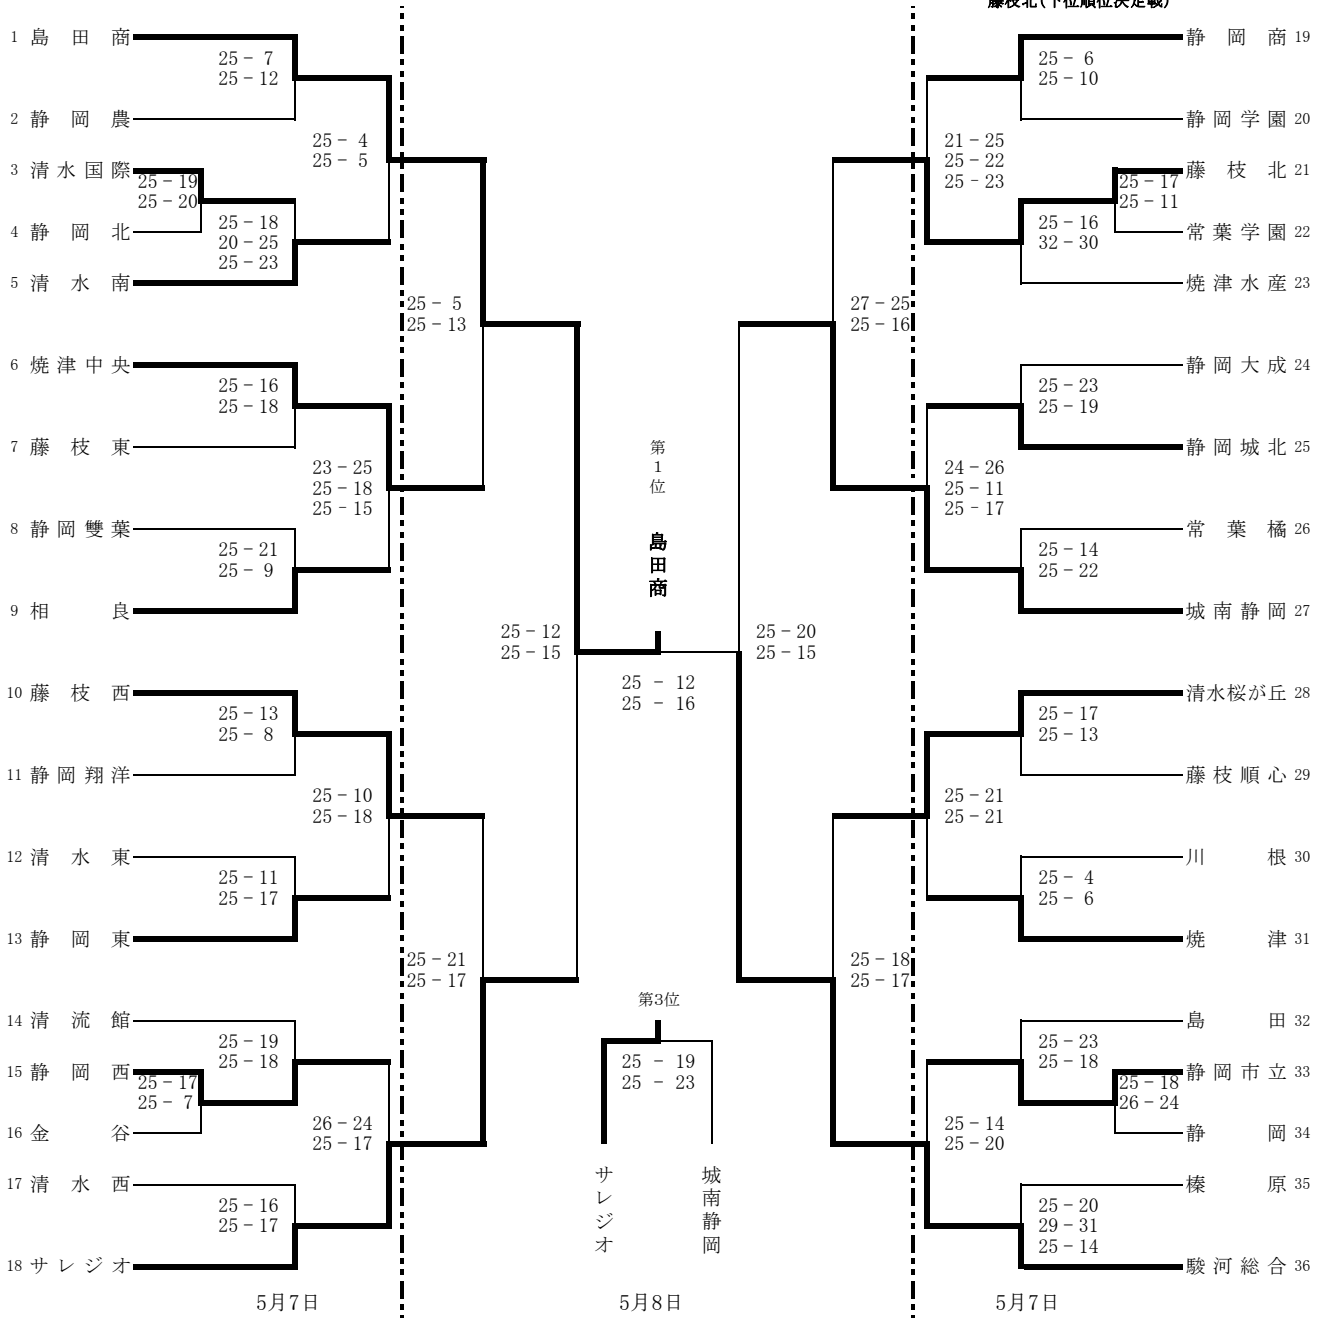 藤枝北（下位順位決定戦）
1 島田商
25 - 7
25 - 12
2 静岡農
25 - 4
25 - 5
3 清水国際
25 - 19
25 - 20
4 静岡北
25 - 18
20 - 25
25 - 23
5 清水南
25 - 5
25 - 13
6 焼津中央
25 - 16
25 - 18
7 藤枝東
23 - 25
25 - 18
25 - 15
8 静岡雙葉
25 - 21
25 - 9
9 相良
25 - 12
25 - 15
10 藤枝西
25 - 13
25 - 8
11 静岡翔洋
25 - 10
25 - 18
12 清水東
25 - 11
25 - 17
13 静岡東
25 - 21
25 - 17
14 清流館
25 - 19
25 - 18
15 静岡西
25 - 17
25 - 7
16 金谷
26 - 24
25 - 17
17 清水西
25 - 16
25 - 17
18 サレジオ
5月7日
第1位
島田商
25 - 12
25 - 16
第3位
25 - 19
25 - 23
サレジオ
城南静岡
5月8日
静岡商 19
25 - 6
25 - 10
静岡学園 20
21 - 25
25 - 22
25 - 23
藤枝北 21
25 - 17
25 - 11
常葉学園 22
25 - 16
32 - 30
焼津水産 23
27 - 25
25 - 16
静岡大成 24
25 - 23
25 - 19
静岡城北 25
24 - 26
25 - 11
25 - 17
常葉橘 26
25 - 14
25 - 22
城南静岡 27
25 - 20
25 - 15
清水桜が丘 28
25 - 17
25 - 13
藤枝順心 29
25 - 21
25 - 21
川根 30
25 - 4
25 - 6
焼津 31
25 - 18
25 - 17
島田 32
25 - 23
25 - 18
静岡市立 33
25 - 18
26 - 24
静岡 34
25 - 14
25 - 20
榛原 35
25 - 20
29 - 31
25 - 14
駿河総合 36
5月7日